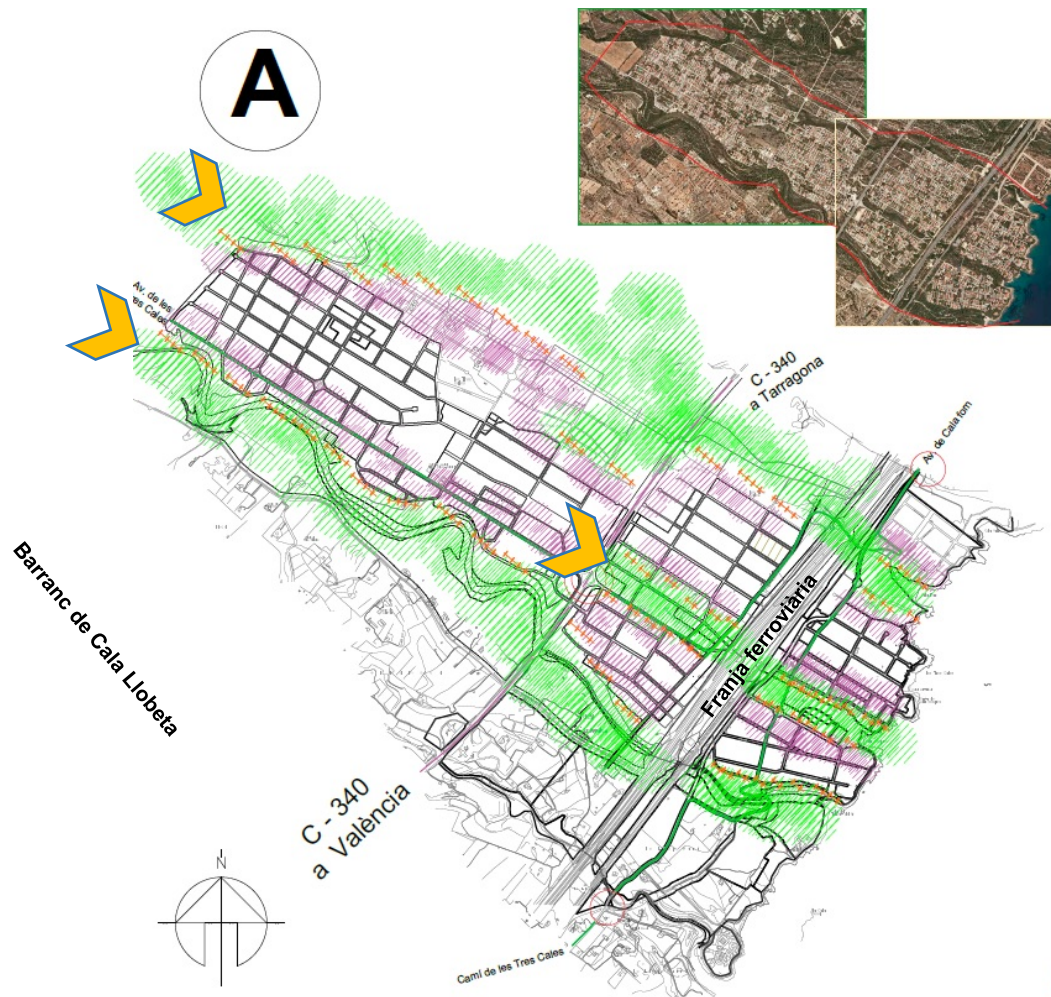 A
Av. de les
es Cales
C - 340
a Tarragona
Av. de Cala forn
Franja ferroviària
Barranc de Cala Llobeta
C - 340
a València
N
Camí de les Tres Cales